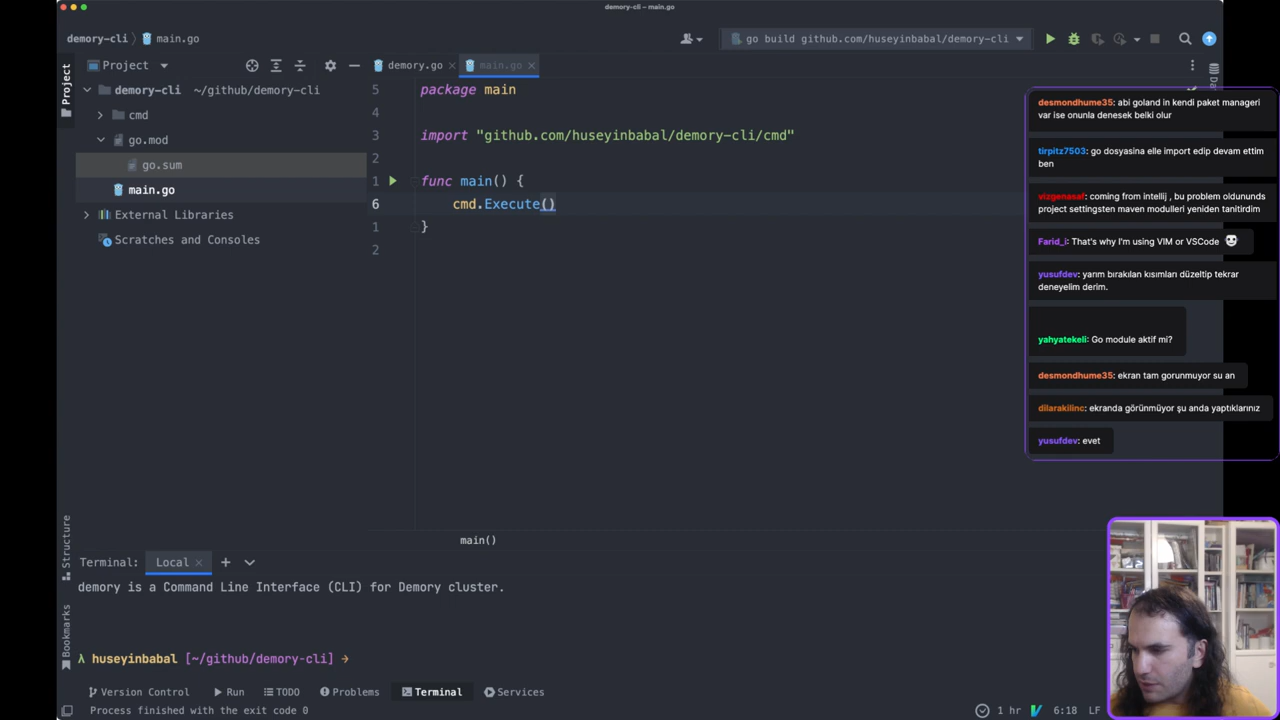 demory-cli – main.go
demory-cli
main.go
go build github.com/huseyinbabal/demory-cli
Project
Project
demory.go
main.go
demory-cli ~/github/demory-cli
cmd
go.mod
go.sum
main.go
External Libraries
Scratches and Consoles
5 package main
4
3 import "github.com/huseyinbabal/demory-cli/cmd"
2
1 func main() {
6 cmd.Execute()
1 }
2
main()
desmondhume35: abi goland in kendi paket manageri
var ise onunla denesek belki olur
tirpitz7503: go dosyasina elle import edip devam ettim
ben
vizgenasaf: coming from intellij , bu problem oldununds
project settingsten maven modulleri yeniden tanitirdim
Farid_i: That's why I'm using VIM or VSCode
yusufdev: yarım bırakılan kısımları düzeltip tekrar
deneyelim derim.
yahyatekeli: Go module aktif mi?
desmondhume35: ekran tam gorunmuyor su an
dilarakilinc: ekranda görünmüyor şu anda yaptıklarınız
yusufdev: evet
Structure
Bookmarks
Terminal:
Local
demory is a Command Line Interface (CLI) for Demory cluster.
λ huseyinbabal [~/github/demory-cli] →
Version Control
Run
TODO
Problems
Terminal
Services
Process finished with the exit code 0
1 hr
6:18
LF